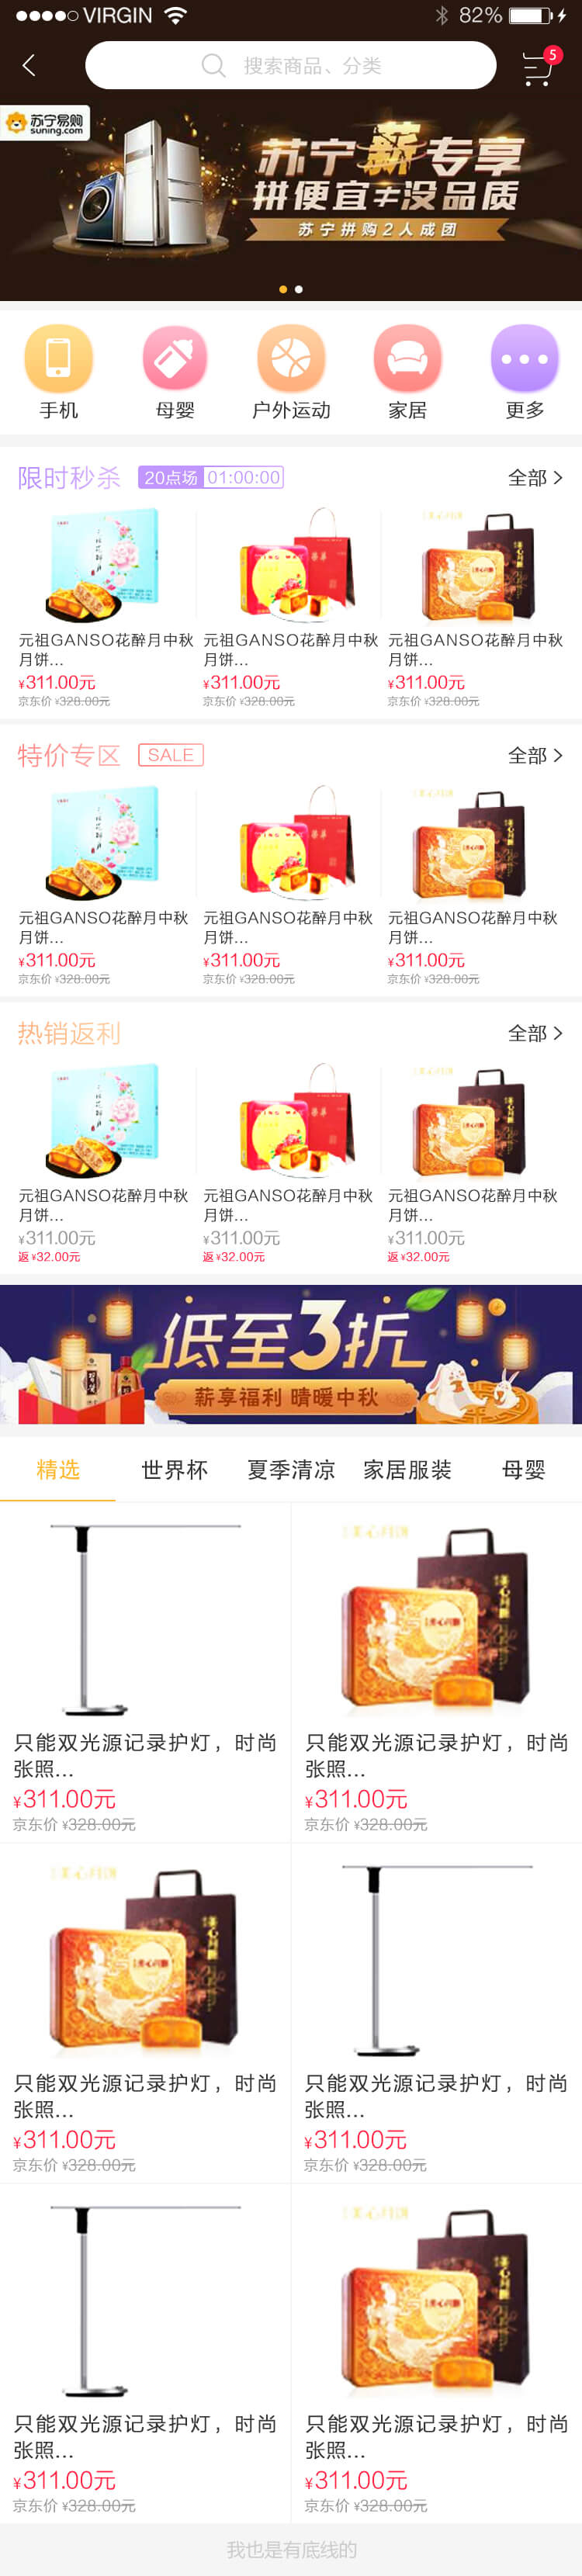 VIRGIN
82%
搜索商品、分类
5
苏宁易购
suning.com
苏宁薪专享
拼便宜≠没品质
苏宁拼购2人成团
手机
母婴
户外运动
家居
更多
限时秒杀
20点场 01:00:00
全部
元祖GANSO花醉月中秋
月饼...
¥311.00元
京东价 ¥328.00元
元祖GANSO花醉月中秋
月饼...
¥311.00元
京东价 ¥328.00元
元祖GANSO花醉月中秋
月饼...
¥311.00元
京东价 ¥328.00元
特价专区
SALE
全部
元祖GANSO花醉月中秋
月饼...
¥311.00元
京东价 ¥328.00元
元祖GANSO花醉月中秋
月饼...
¥311.00元
京东价 ¥328.00元
元祖GANSO花醉月中秋
月饼...
¥311.00元
京东价 ¥328.00元
热销返利
全部
元祖GANSO花醉月中秋
月饼...
¥311.00元
返 ¥32.00元
元祖GANSO花醉月中秋
月饼...
¥311.00元
返 ¥32.00元
元祖GANSO花醉月中秋
月饼...
¥311.00元
返 ¥32.00元
低至3折
薪享福利 晴暖中秋
精选
世界杯
夏季清凉
家居服装
母婴
只能双光源记录护灯，时尚
张照...
¥311.00元
京东价 ¥328.00元
只能双光源记录护灯，时尚
张照...
¥311.00元
京东价 ¥328.00元
只能双光源记录护灯，时尚
张照...
¥311.00元
京东价 ¥328.00元
只能双光源记录护灯，时尚
张照...
¥311.00元
京东价 ¥328.00元
只能双光源记录护灯，时尚
张照...
¥311.00元
京东价 ¥328.00元
只能双光源记录护灯，时尚
张照...
¥311.00元
京东价 ¥328.00元
我也是有底线的